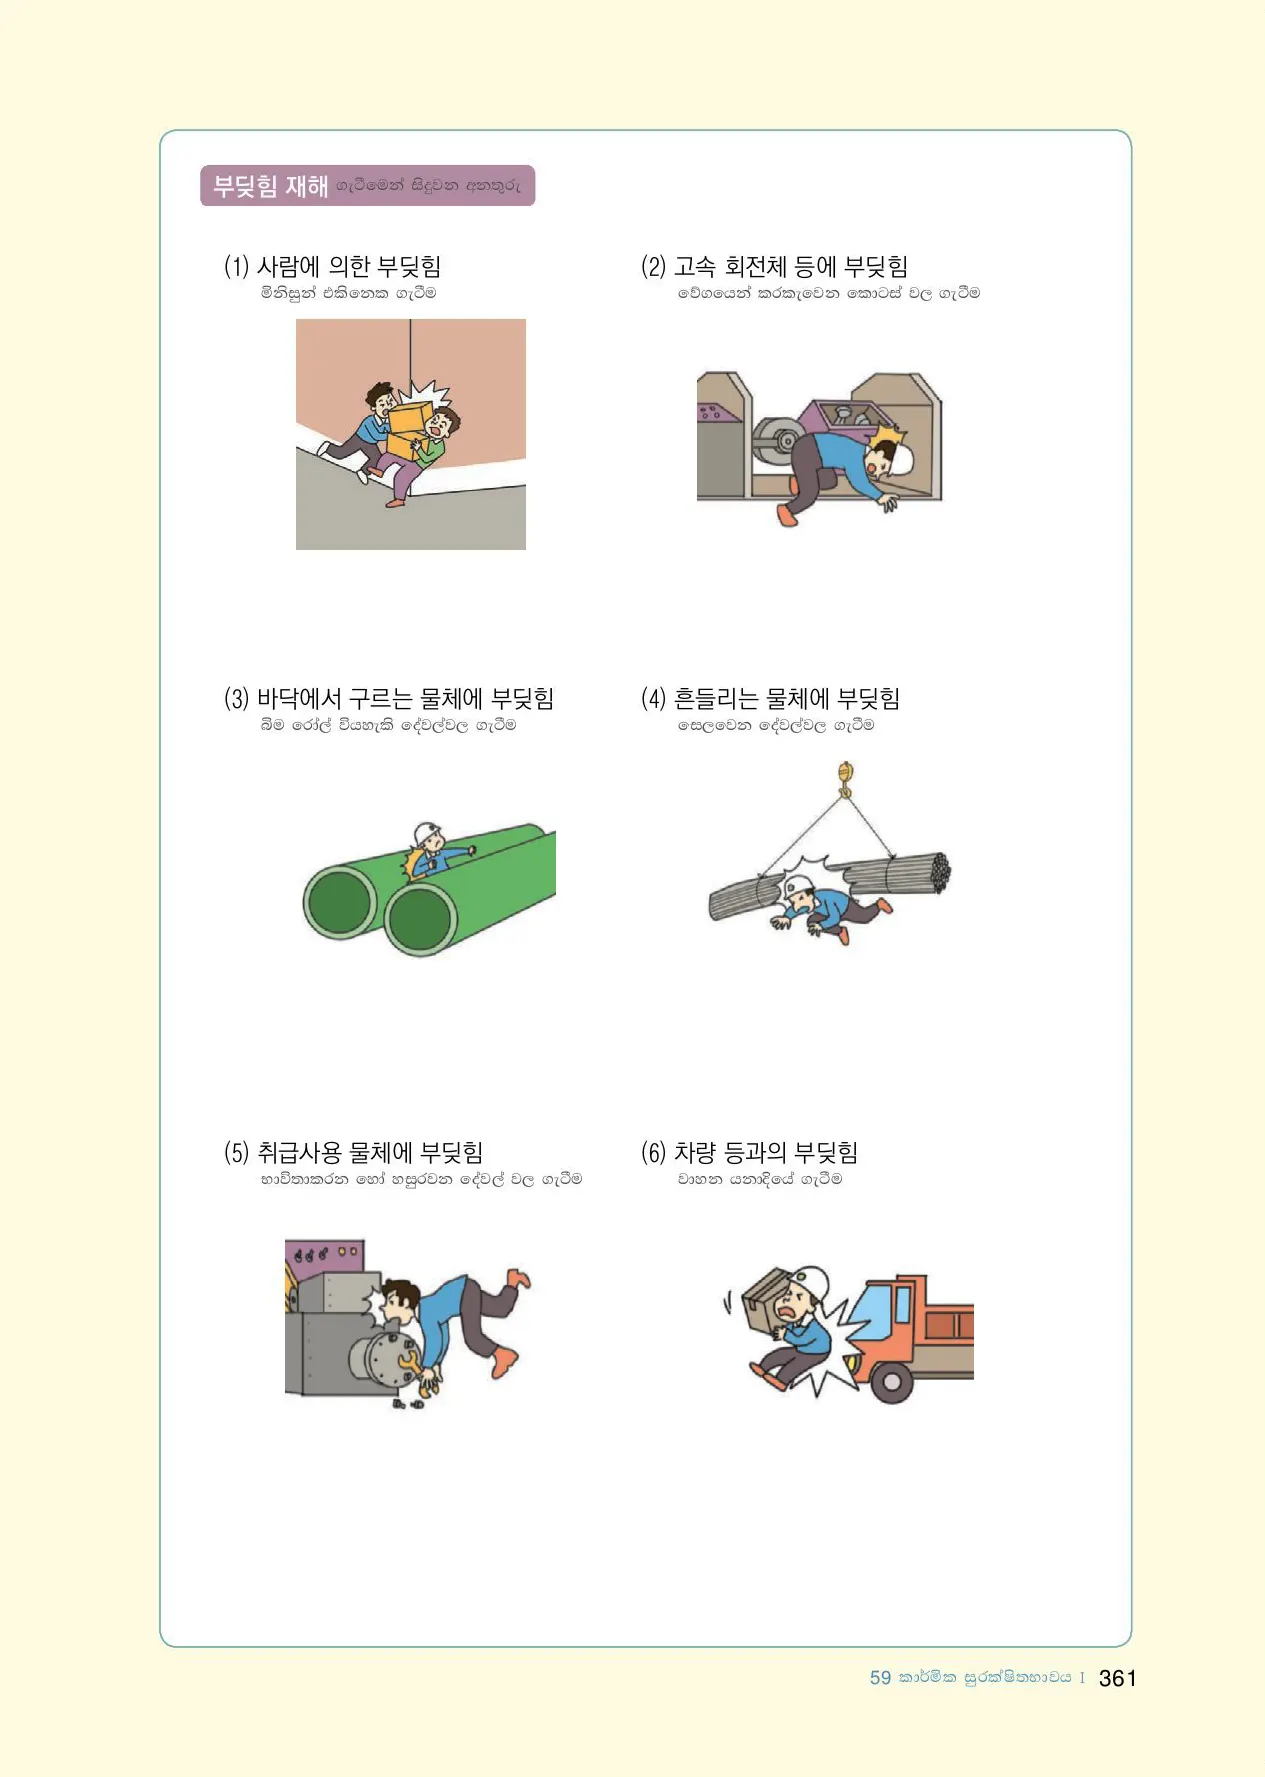 부딪힘 재해 ගැටීමෙන් සිදුවන අනතුරු
(1) 사람에 의한 부딪힘
මිනිසුන් එකිනෙක ගැටීම
(2) 고속 회전체 등에 부딪힘
වේගයෙන් කරකැවෙන කොටස් වල ගැටීම
(3) 바닥에서 구르는 물체에 부딪힘
බිම රෝල් වියහැකි දේවල්වල ගැටීම
(4) 흔들리는 물체에 부딪힘
සෙලවෙන දේවල්වල ගැටීම
(5) 취급사용 물체에 부딪힘
භාවිතාකරන හෝ හසුරවන දේවල් වල ගැටීම
(6) 차량 등과의 부딪힘
වාහන යනාදියේ ගැටීම
59 කාර්මික සුරක්ෂිතභාවය I 361